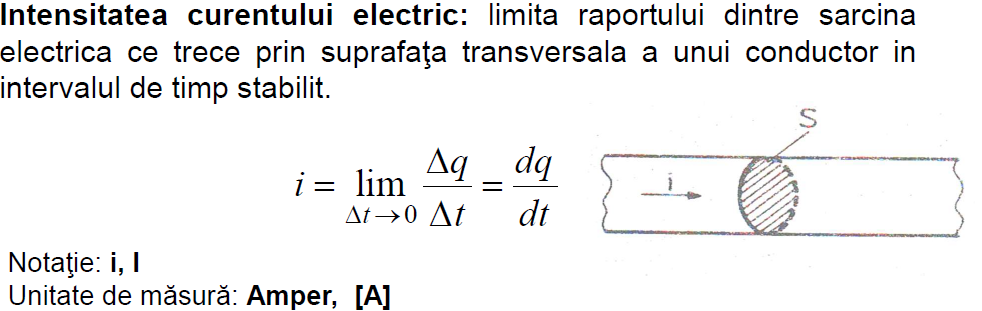 Intensitatea curentului electric: limita raportului dintre sarcina
electrica ce trece prin suprafaţa transversala a unui conductor in
intervalul de timp stabilit.
S
i = lim Δt→0 Δq/Δt = dq/dt
i
Notaţie: i, I
Unitate de măsură: Amper, [A]